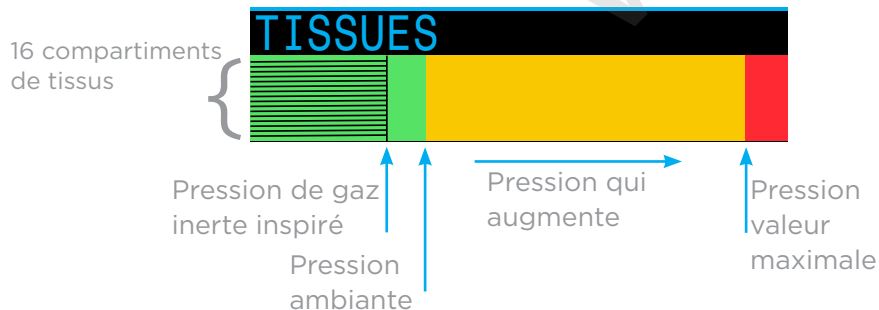 TISSUES
16 compartiments
de tissus
Pression de gaz
inerte inspiré
Pression
ambiante
Pression qui
augmente
Pression
valeur
maximale